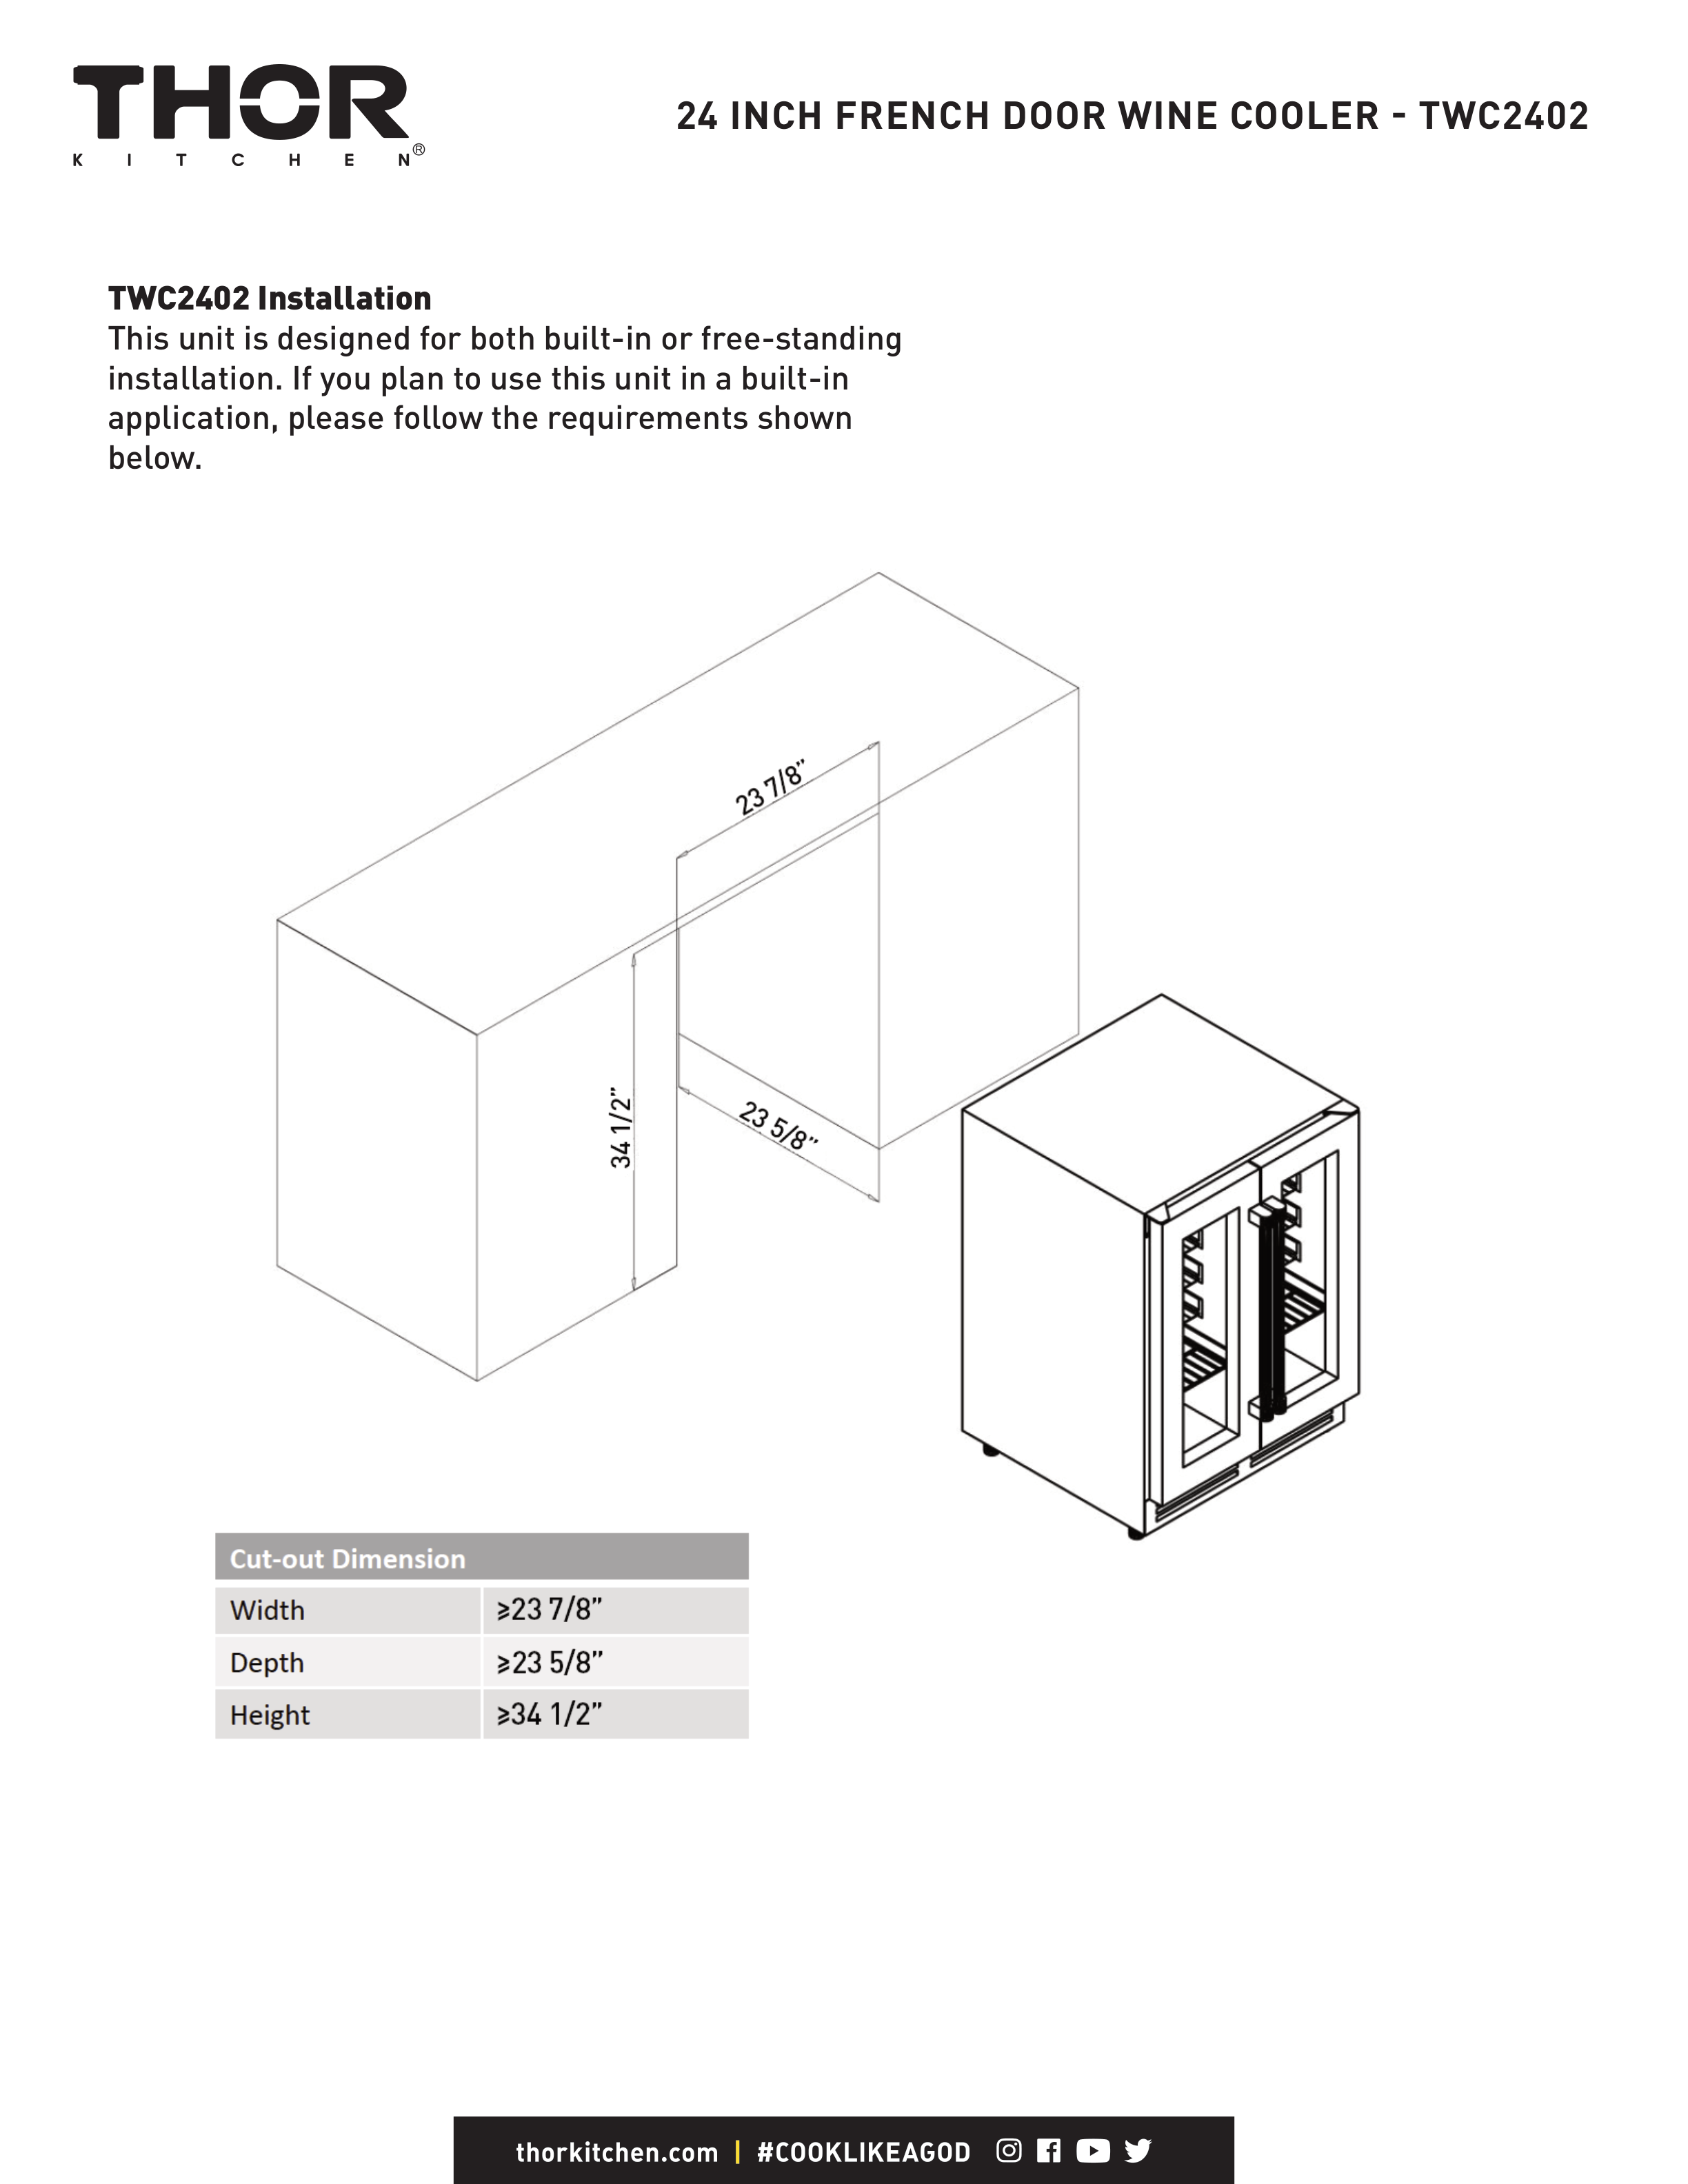 THOR
KITCHEN®
24 INCH FRENCH DOOR WINE COOLER - TWC2402
TWC2402 Installation
This unit is designed for both built-in or free-standing
installation. If you plan to use this unit in a built-in
application, please follow the requirements shown
below.
23 7/8”
34 1/2”
23 5/8”
Cut-out Dimension
Width ⩾23 7/8”
Depth ⩾23 5/8”
Height ⩾34 1/2”
thorkitchen.com | #COOKLIKEAGOD